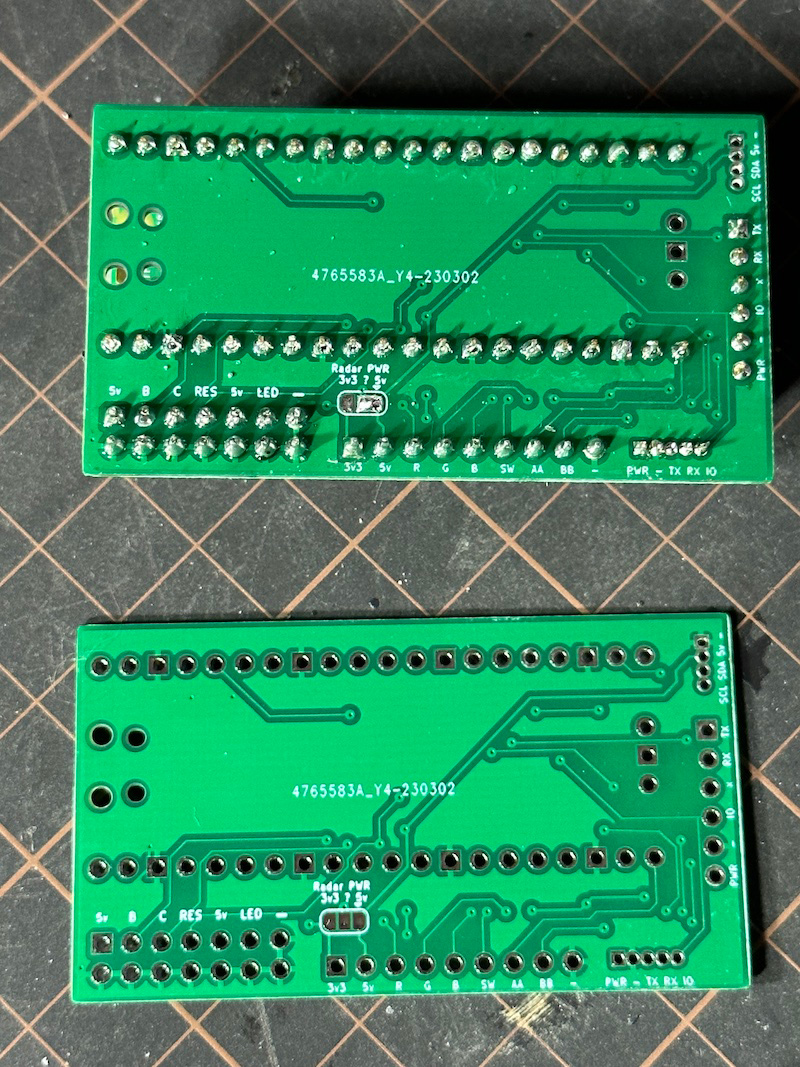 SCL SDA 5v -
TX
RX
IO
-
PWR
4765583A_Y4-230302
Radar PWR
3v3 ? 5v
5v B C RES 5v LED -
3v3 5v R G B SW AA BB -
PWR - TX RX IO
SCL SDA 5v -
TX
RX
IO
-
PWR
4765583A_Y4-230302
Radar PWR
3v3 ? 5v
5v B C RES 5v LED -
3v3 5v R G B SW AA BB -
PWR - TX RX IO